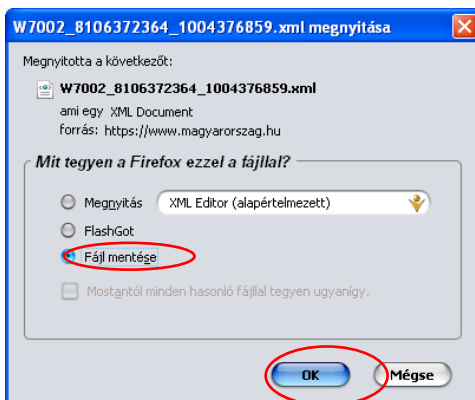 W7002_8106372364_1004376859.xml megnyitása
Megnyitotta a következőt:
W7002_8106372364_1004376859.xml
ami egy XML Document
forrás: https://www.magyarorszag.hu
Mit tegyen a Firefox ezzel a fájllal?
Megnyitás XML Editor (alapértelmezett)
FlashGot
Fájl mentése
Mostantól minden hasonló fájllal tegyen ugyanígy.
OK Mégse